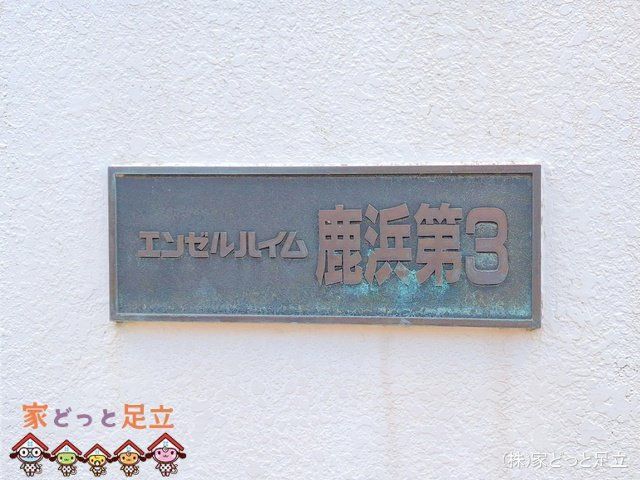 エンゼルハイム 鹿浜第3
家どっと足立
(株)家どっと足立